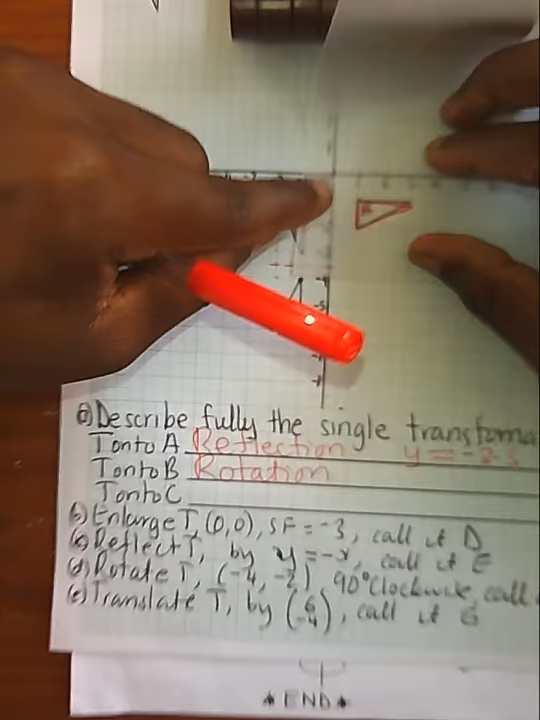 (a) Describe fully the single transforma
T onto A Reflection y = -3.5
T onto B Rotation
T onto C
(b) Enlarge T, (0,0), SF = -3, call it D
(c) Reflect T, by y = -x, call it E
(d) Rotate T, (-4, -2), 90° Clockwise, call
(e) Translate T, by (6 -4), call it G
* END *